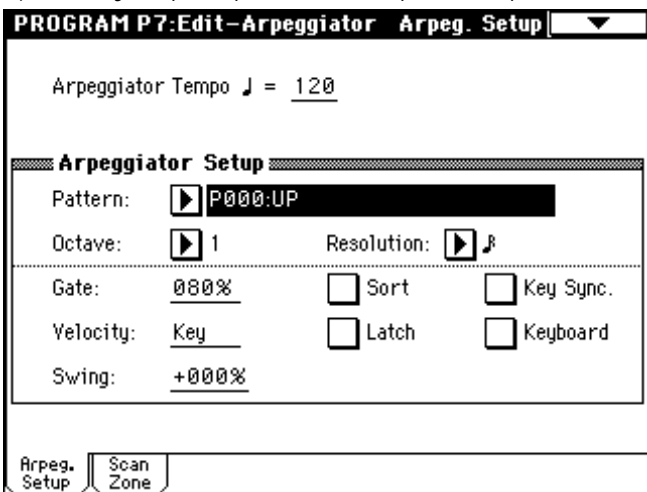 PROGRAM P7:Edit-Arpeggiator Arpeg. Setup
Arpeggiator Tempo ♩ = 120
Arpeggiator Setup
Pattern: P000:UP
Octave: 1 Resolution: 𝅘𝅥𝅯
Gate: 080% Sort Key Sync.
Velocity: Key Latch Keyboard
Swing: +000%
Arpeg. Setup
Scan Zone